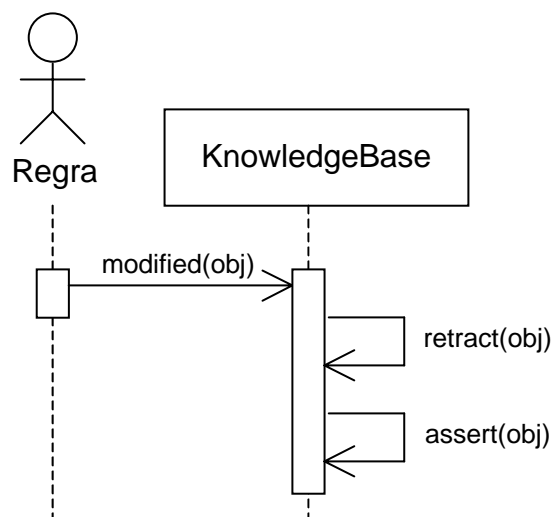 Regra
KnowledgeBase
modified(obj)
retract(obj)
assert(obj)